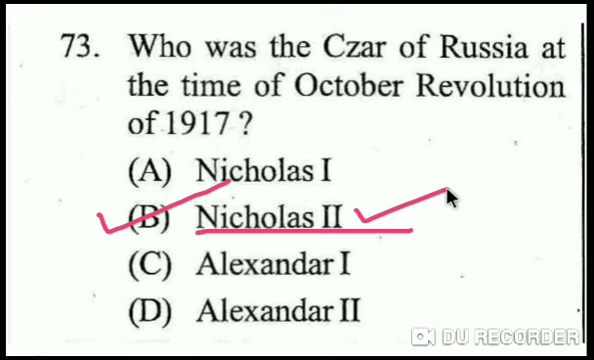 73. Who was the Czar of Russia at
the time of October Revolution
of 1917 ?
(A) Nicholas I
(B) Nicholas II
(C) Alexandar I
(D) Alexandar II
DU RECORDER